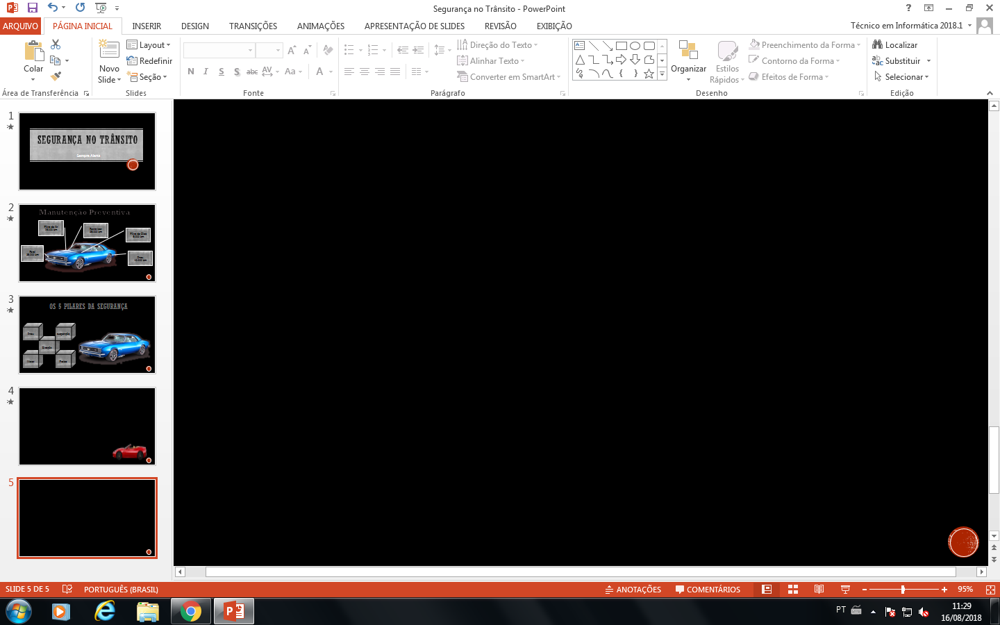 Segurança no Trânsito - PowerPoint
ARQUIVO PÁGINA INICIAL INSERIR DESIGN TRANSIÇÕES ANIMAÇÕES APRESENTAÇÃO DE SLIDES REVISÃO EXIBIÇÃO Técnico em Informática 2018.1
Colar
Área de Transferência
Novo
Slide
Layout
Redefinir
Seção
Slides
N I S S abc AV Aa A
Fonte
Direção do Texto
Alinhar Texto
Converter em SmartArt
Parágrafo
Organizar
Estilos
Rápidos
Preenchimento da Forma
Contorno da Forma
Efeitos de Forma
Desenho
Localizar
Substituir
Selecionar
Edição
1
SEGURANÇA NO TRÂNSITO
Sempre Alerta
2
Manutenção Preventiva
3
OS 5 PILARES DA SEGURANÇA
4
5
SLIDE 5 DE 5 PORTUGUÊS (BRASIL) ANOTAÇÕES COMENTÁRIOS 95%
PT
11:29
16/08/2018